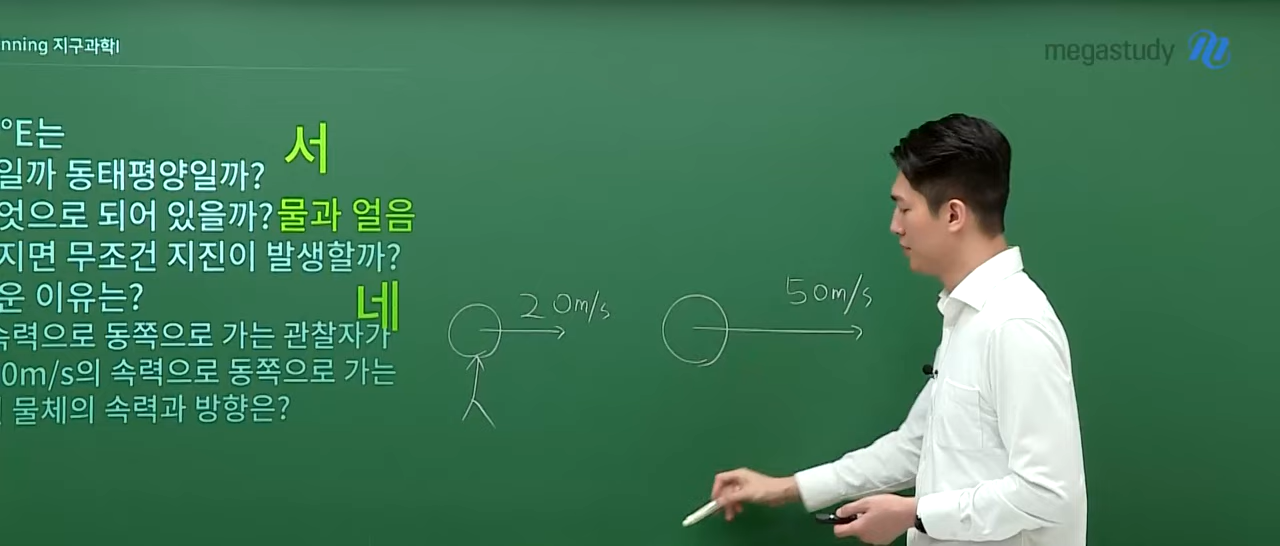 nning 지구과학I
megastudy
°E는
서
일까 동태평양일까?
엇으로 되어 있을까? 물과 얼음
지면 무조건 지진이 발생할까?
네
운 이유는?
속력으로 동쪽으로 가는 관찰자가
0m/s의 속력으로 동쪽으로 가는
물체의 속력과 방향은?
20m/s
50m/s